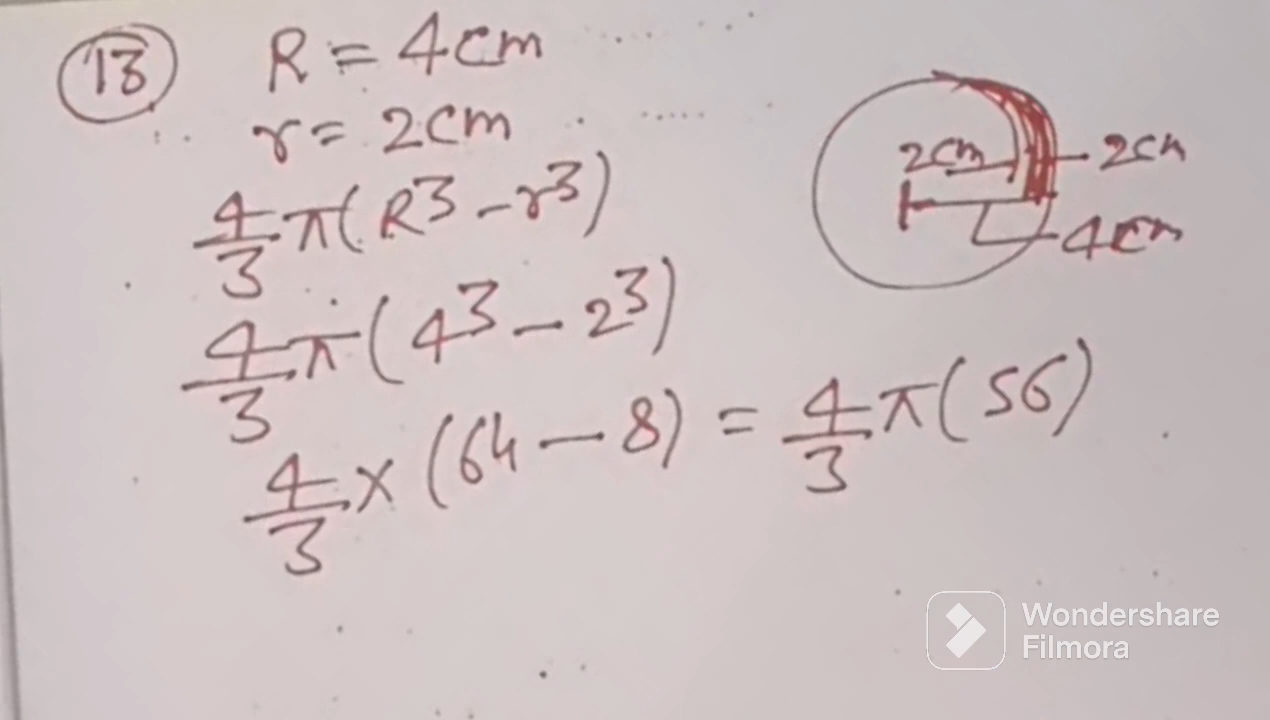 13
R = 4cm
r = 2cm
4/3 π(R³ - r³)
4/3 π(4³ - 2³)
4/3 × (64 - 8) = 4/3 π(56)
2cm
2cm
4cm
Wondershare
Filmora